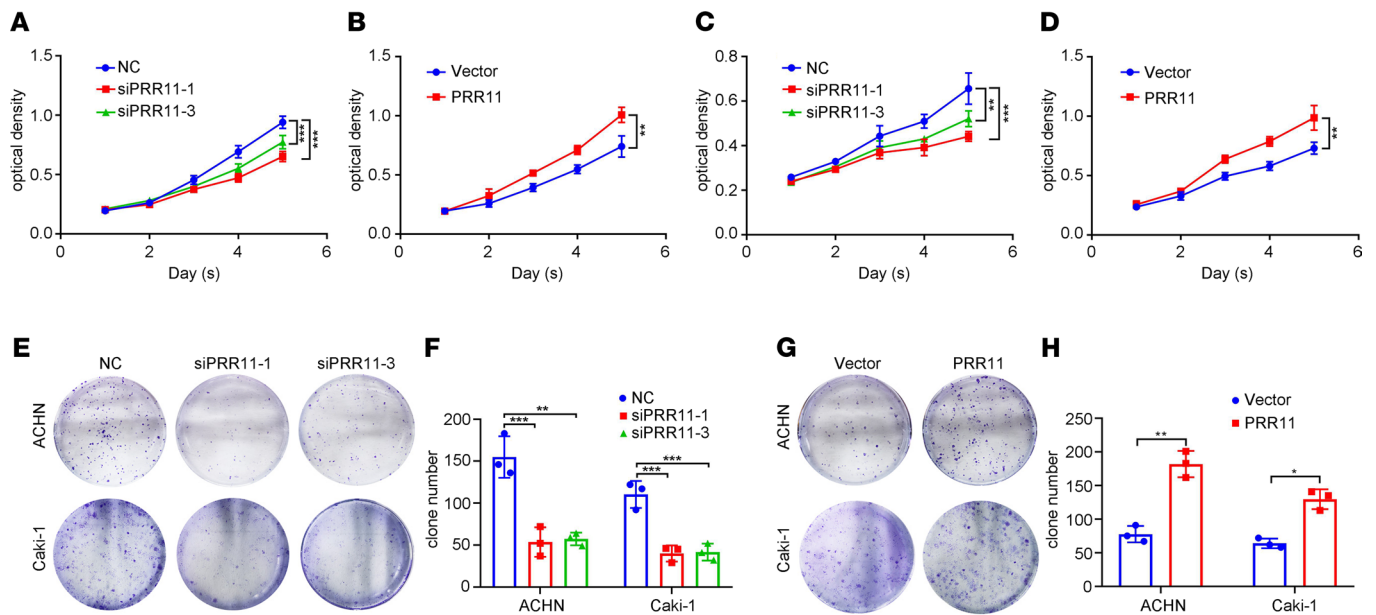 A
1.5
1.0
0.5
0.0
optical density
0
2
4
6
Day (s)
NC
siPRR11-1
siPRR11-3
***
***
B
1.5
1.0
0.5
0.0
optical density
0
2
4
6
Day (s)
Vector
PRR11
**
C
0.8
0.6
0.4
0.2
0.0
optical density
0
2
4
6
Day (s)
NC
siPRR11-1
siPRR11-3
**
***
D
1.5
1.0
0.5
0.0
optical density
0
2
4
6
Day (s)
Vector
PRR11
**
E
NC
siPRR11-1
siPRR11-3
ACHN
Caki-1
F
NC
siPRR11-1
siPRR11-3
200
150
100
50
0
clone number
**
***
***
***
ACHN
Caki-1
G
Vector
PRR11
ACHN
Caki-1
H
Vector
PRR11
250
200
150
100
50
0
clone number
**
*
ACHN
Caki-1